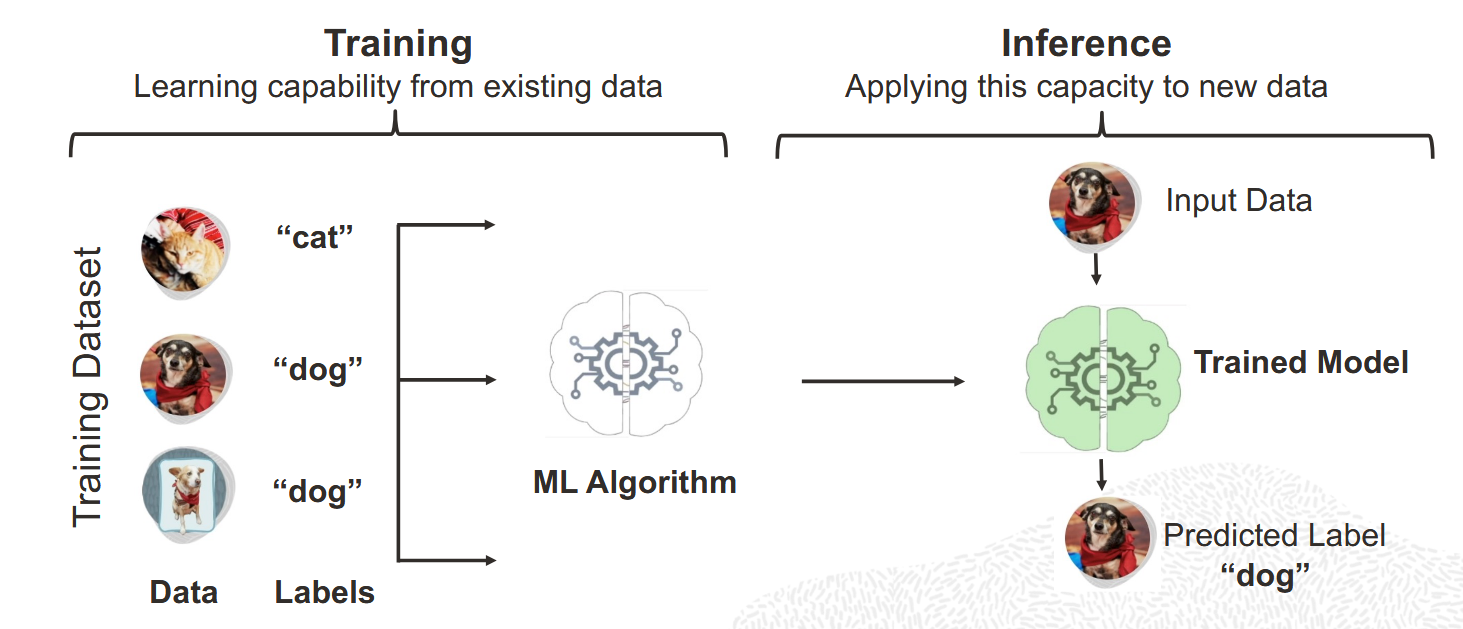 Training
Learning capability from existing data
Training Dataset
“cat”
“dog”
“dog”
Data
Labels
ML Algorithm
Inference
Applying this capacity to new data
Input Data
Trained Model
Predicted Label
“dog”